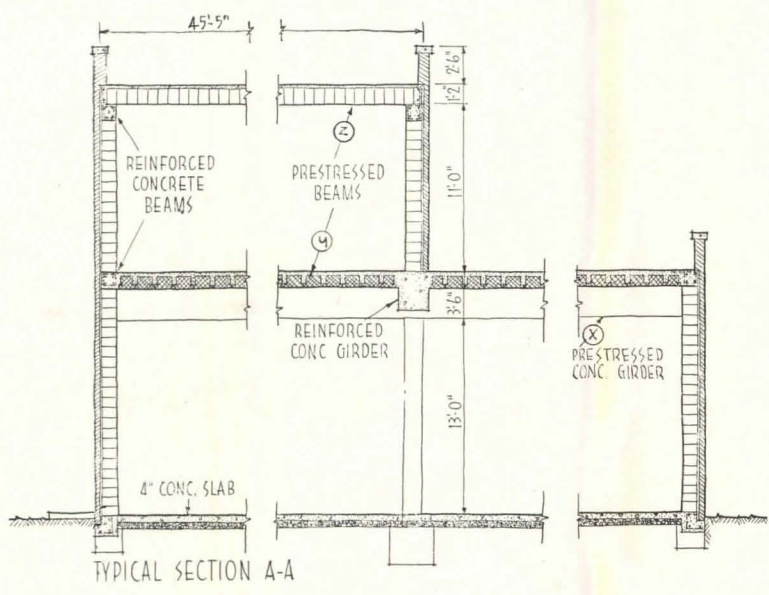 45'-5"
2'-6"
1'-2"
Z
REINFORCED
CONCRETE
BEAMS
PRESTRESSED
BEAMS
11'-0"
Y
3'-6"
REINFORCED
CONC GIRDER
X
PRESTRESSED
CONC. GIRDER
13'-0"
4" CONC. SLAB
TYPICAL SECTION A-A